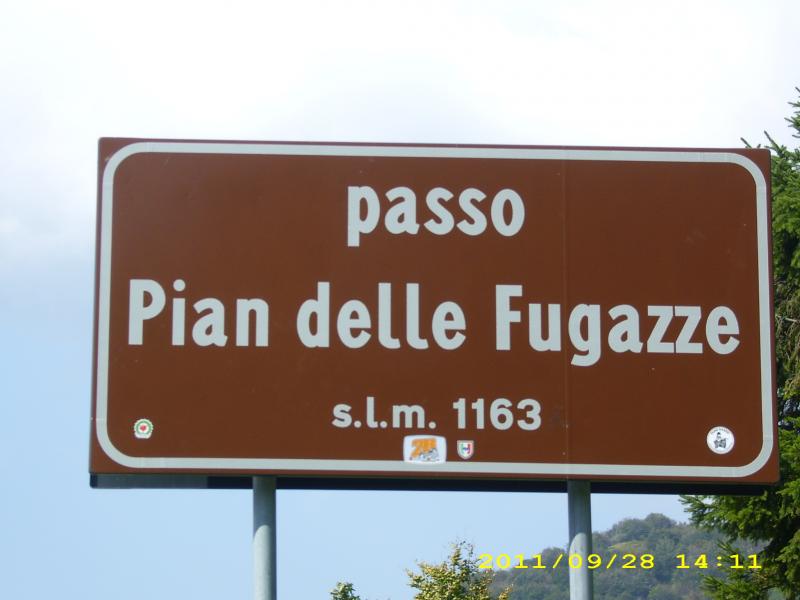 passo
Pian delle Fugazze
s.l.m. 1163
2011/09/28 14:11